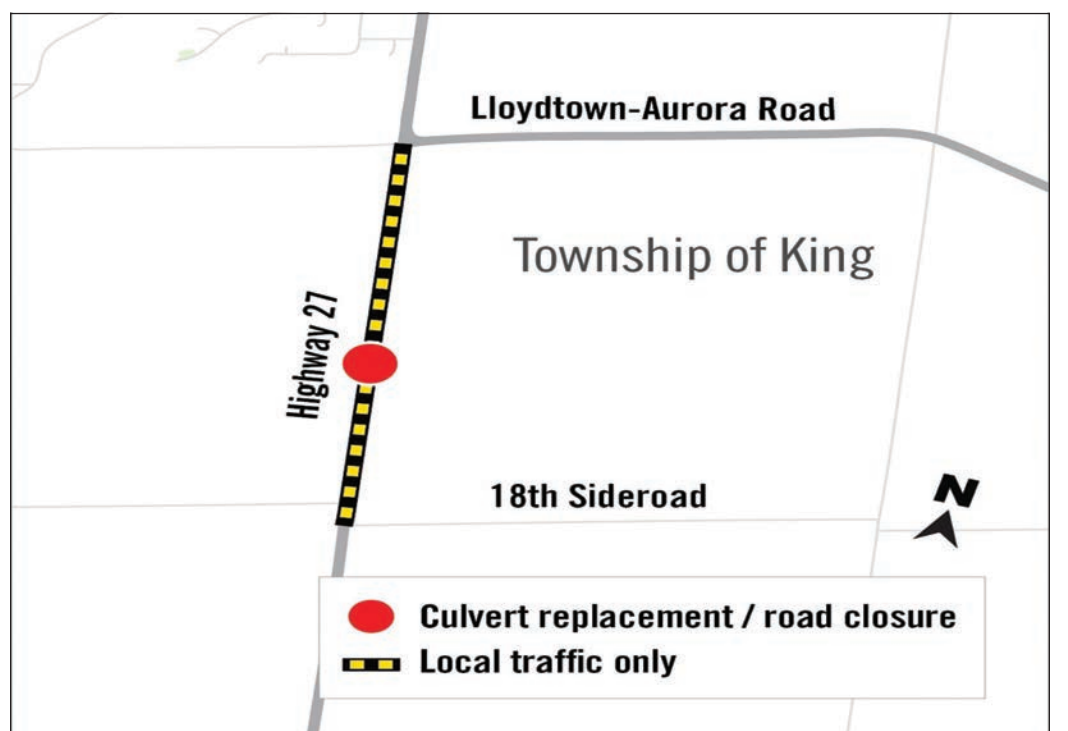 Lloydtown-Aurora Road
Township of King
Highway 27
18th Sideroad
N
Culvert replacement / road closure
Local traffic only